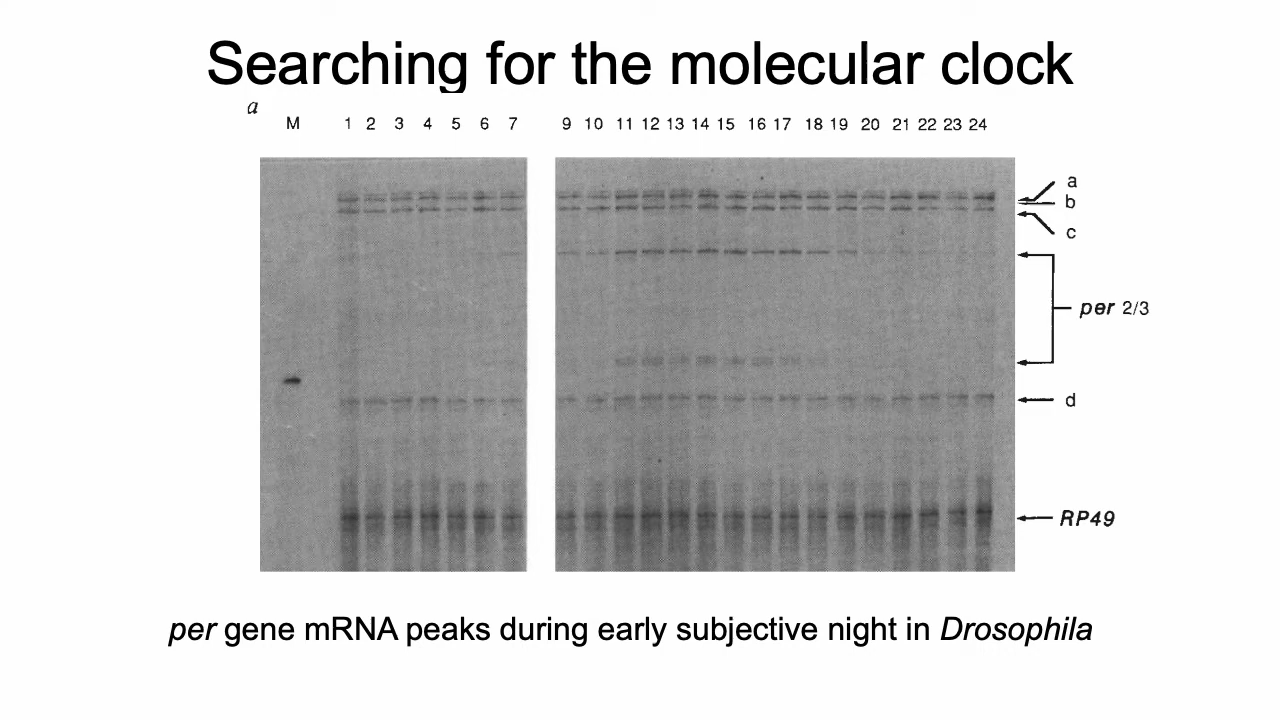 Searching for the molecular clock
a
M 1 2 3 4 5 6 7 9 10 11 12 13 14 15 16 17 18 19 20 21 22 23 24
a
b
c
per 2/3
d
RP49
per gene mRNA peaks during early subjective night in Drosophila